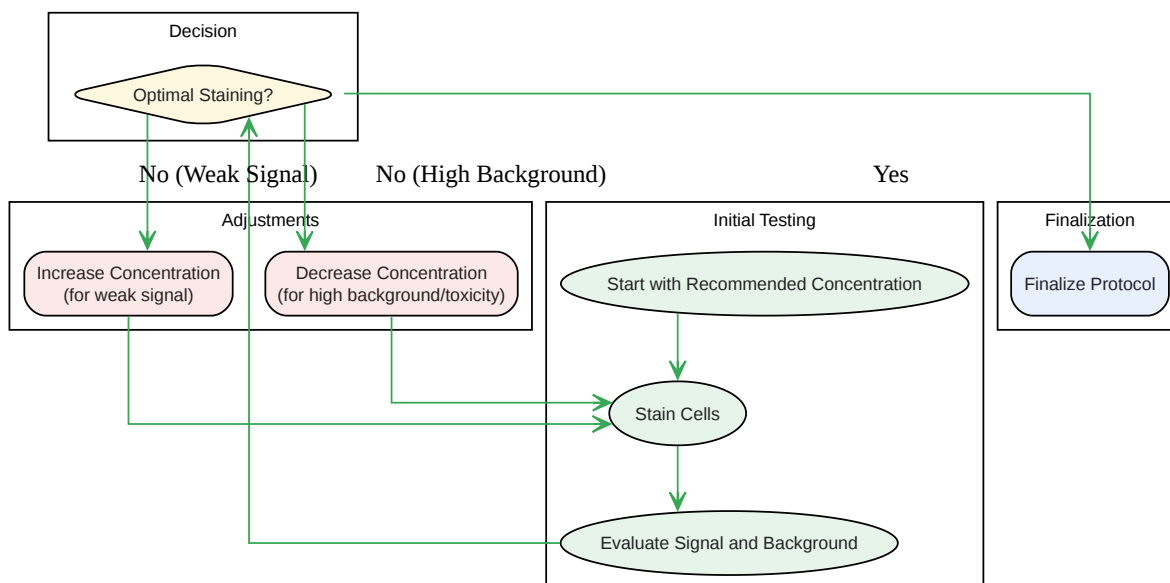 Decision
Optimal Staining?
No (Weak Signal)
No (High Background)
Yes
Adjustments
Increase Concentration
(for weak signal)
Decrease Concentration
(for high background/toxicity)
Initial Testing
Start with Recommended Concentration
Stain Cells
Evaluate Signal and Background
Finalization
Finalize Protocol